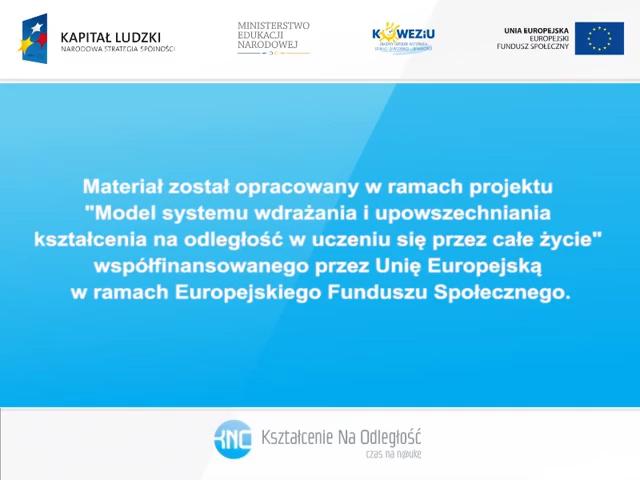 KAPITAŁ LUDZKI
NARODOWA STRATEGIA SPÓJNOŚCI
MINISTERSTWO
EDUKACJI
NARODOWEJ
KOWEZiU
UNIA EUROPEJSKA
EUROPEJSKI
FUNDUSZ SPOŁECZNY
Materiał został opracowany w ramach projektu
"Model systemu wdrażania i upowszechniania
kształcenia na odległość w uczeniu się przez całe życie"
współfinansowanego przez Unię Europejską
w ramach Europejskiego Funduszu Społecznego.
KNO Kształcenie Na Odległość
czas na n@ukę